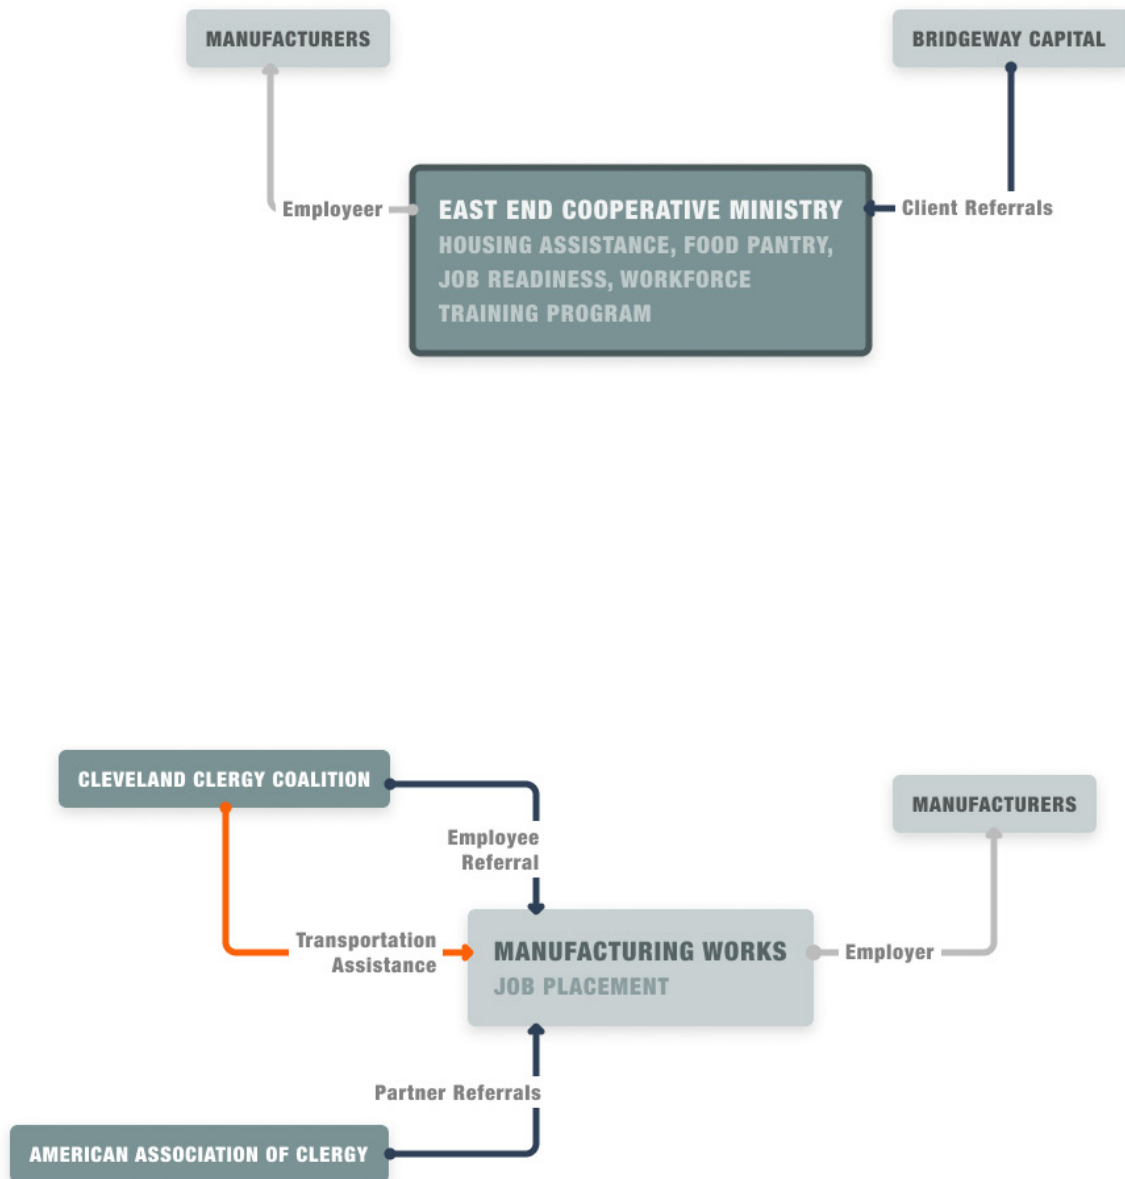 MANUFACTURERS
BRIDGEWAY CAPITAL
Employeer
EAST END COOPERATIVE MINISTRY
HOUSING ASSISTANCE, FOOD PANTRY,
JOB READINESS, WORKFORCE
TRAINING PROGRAM
Client Referrals
CLEVELAND CLERGY COALITION
MANUFACTURERS
Employee
Referral
Transportation
Assistance
MANUFACTURING WORKS
JOB PLACEMENT
Employer
Partner Referrals
AMERICAN ASSOCIATION OF CLERGY